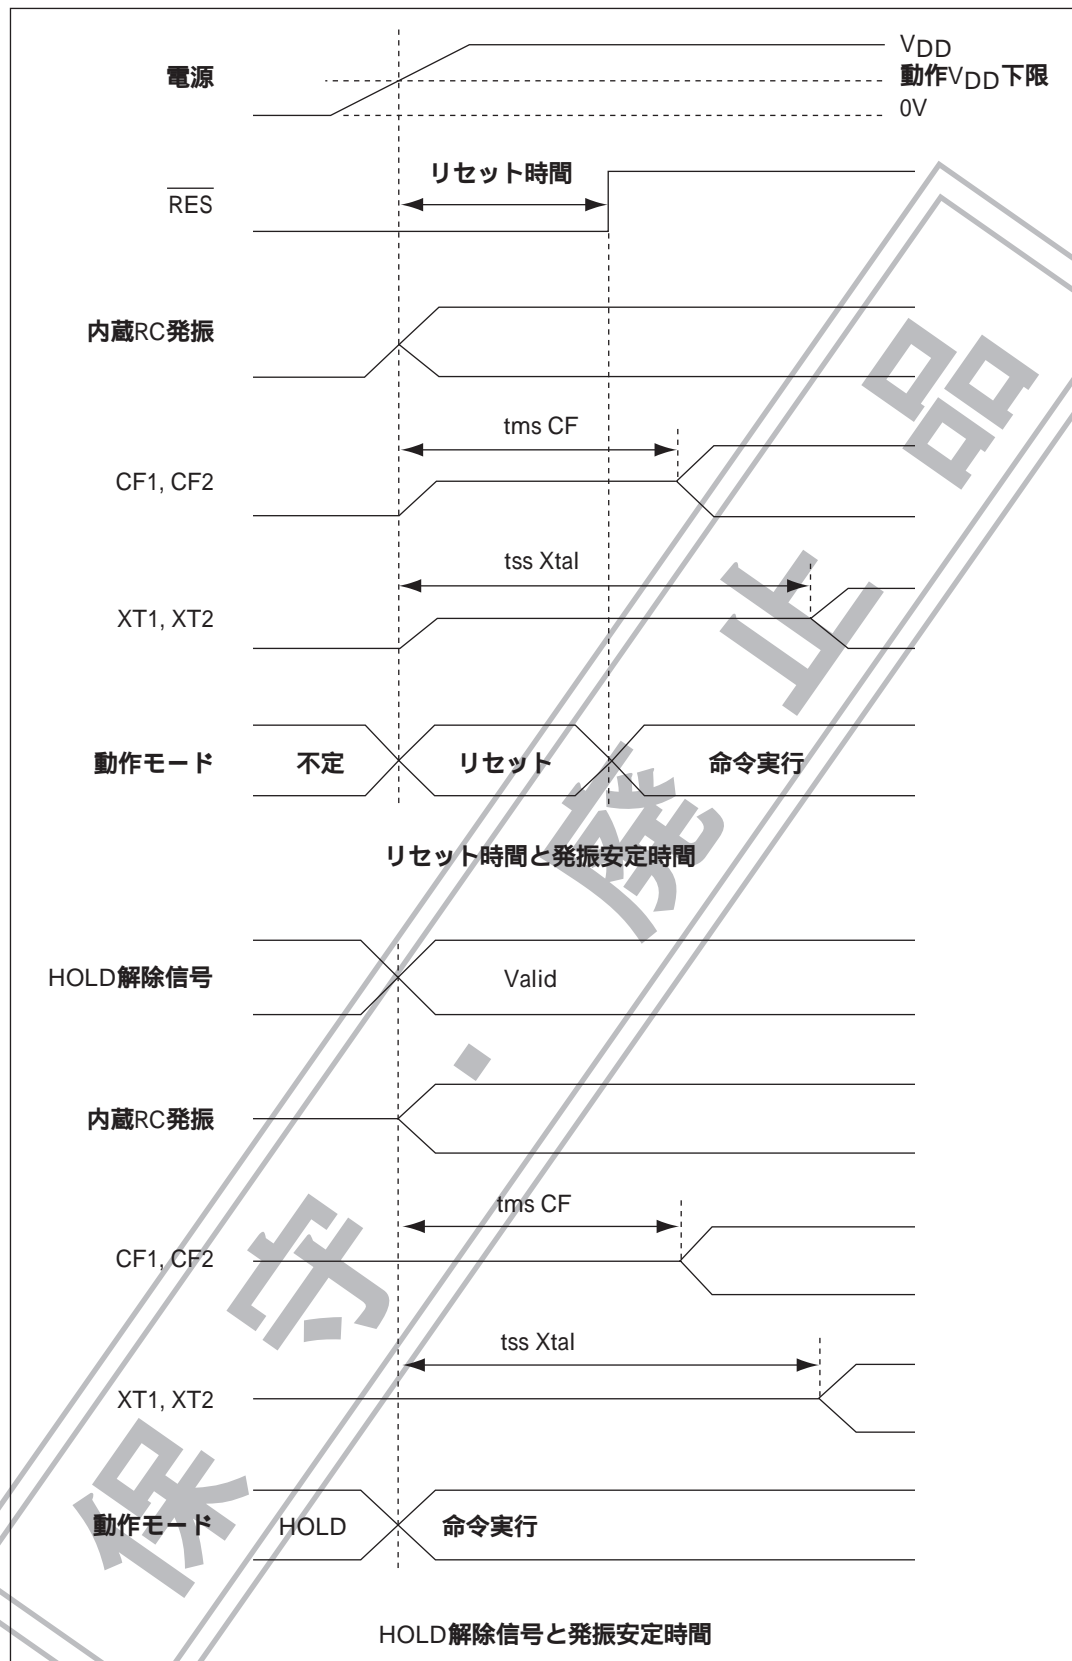 電源
VDD
動作VDD下限
0V
リセット時間
RES
内蔵RC発振
tms CF
CF1, CF2
tss Xtal
XT1, XT2
動作モード 不定 リセット 命令実行
リセット時間と発振安定時間
HOLD解除信号 Valid
内蔵RC発振
tms CF
CF1, CF2
tss Xtal
XT1, XT2
動作モード HOLD 命令実行
HOLD解除信号と発振安定時間
保守・廃止品